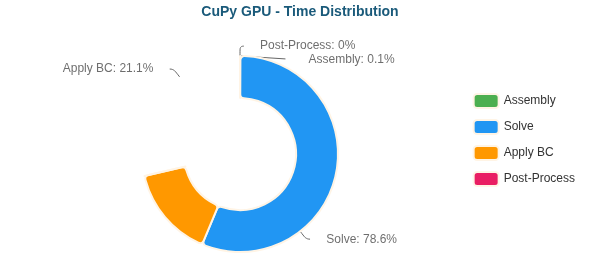 CuPy GPU - Time Distribution
Post-Process: 0%
Assembly: 0.1%
Apply BC: 21.1%
Solve: 78.6%
Assembly
Solve
Apply BC
Post-Process